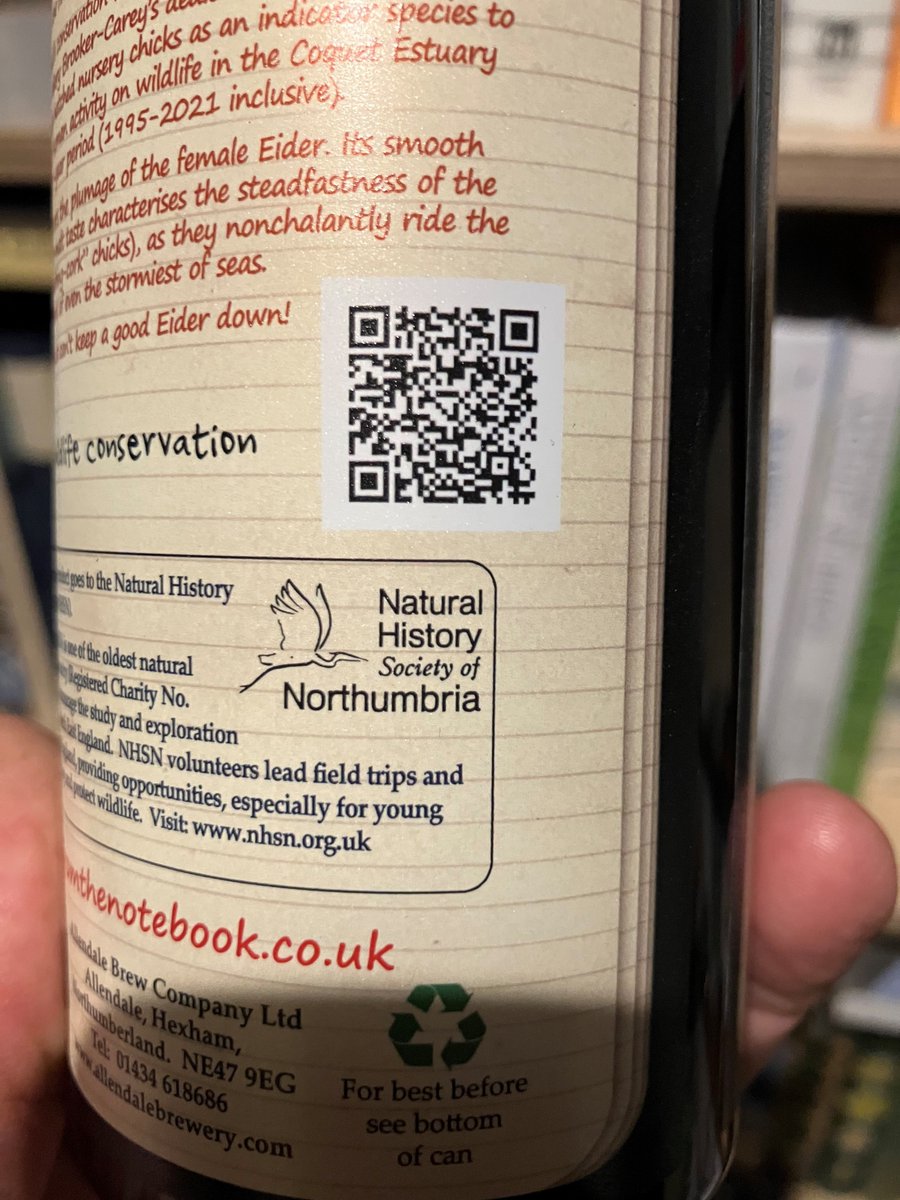 conservation
Brooker-Carey's
nursery chicks as an indicator species to
activity on wildlife in the Coquet Estuary
period (1995-2021 inclusive).
the plumage of the female Eider. Its smooth
taste characterises the steadfastness of the
chicks), as they nonchalantly ride the
even the stormiest of seas.
can't keep a good Eider down!
conservation
goes to the Natural History
is one of the oldest natural
Registered Charity No.
the study and exploration
East England. NHSN volunteers lead field trips and
providing opportunities, especially for young
protect wildlife. Visit: www.nhsn.org.uk
Natural
History
Society of
Northumbria
thenotebook.co.uk
Allendale Brew Company Ltd
Allendale, Hexham,
Northumberland. NE47 9EG
Tel: 01434 618686
www.allendalebrewery.com
For best before
see bottom
of can